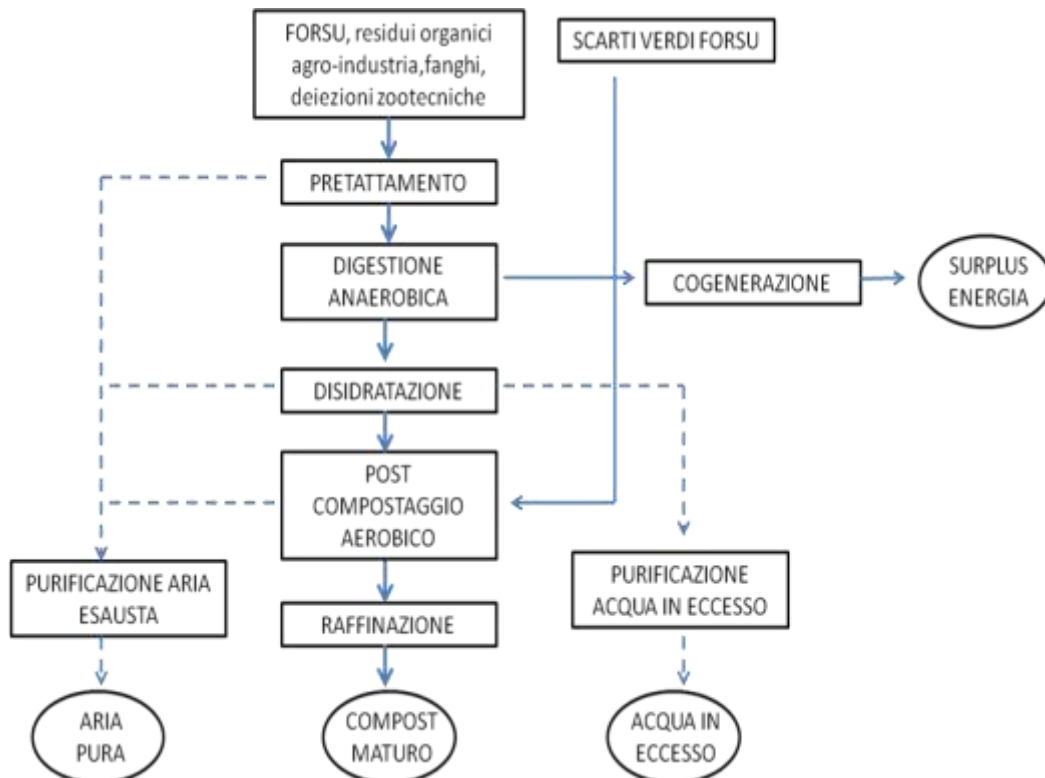 FORSU, residui organici
agro-industria,fanghi,
deiezioni zootecniche
SCARTI VERDI FORSU
PRETATTAMENTO
DIGESTIONE
ANAEROBICA
COGENERAZIONE
SURPLUS
ENERGIA
DISIDRATAZIONE
POST
COMPOSTAGGIO
AEROBICO
PURIFICAZIONE ARIA
ESAUSTA
PURIFICAZIONE
ACQUA IN ECCESSO
RAFFINAZIONE
ARIA
PURA
COMPOST
MATURO
ACQUA IN
ECCESSO